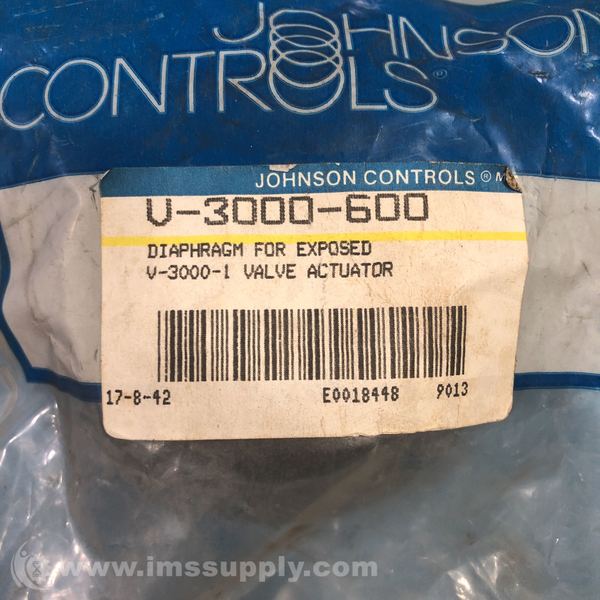 JOHNSON
CONTROLS®
JOHNSON CONTROLS ® M
V-3000-600
DIAPHRAGM FOR EXPOSED
V-3000-1 VALVE ACTUATOR
17-8-42 E0018448 9013
www.imssupply.com